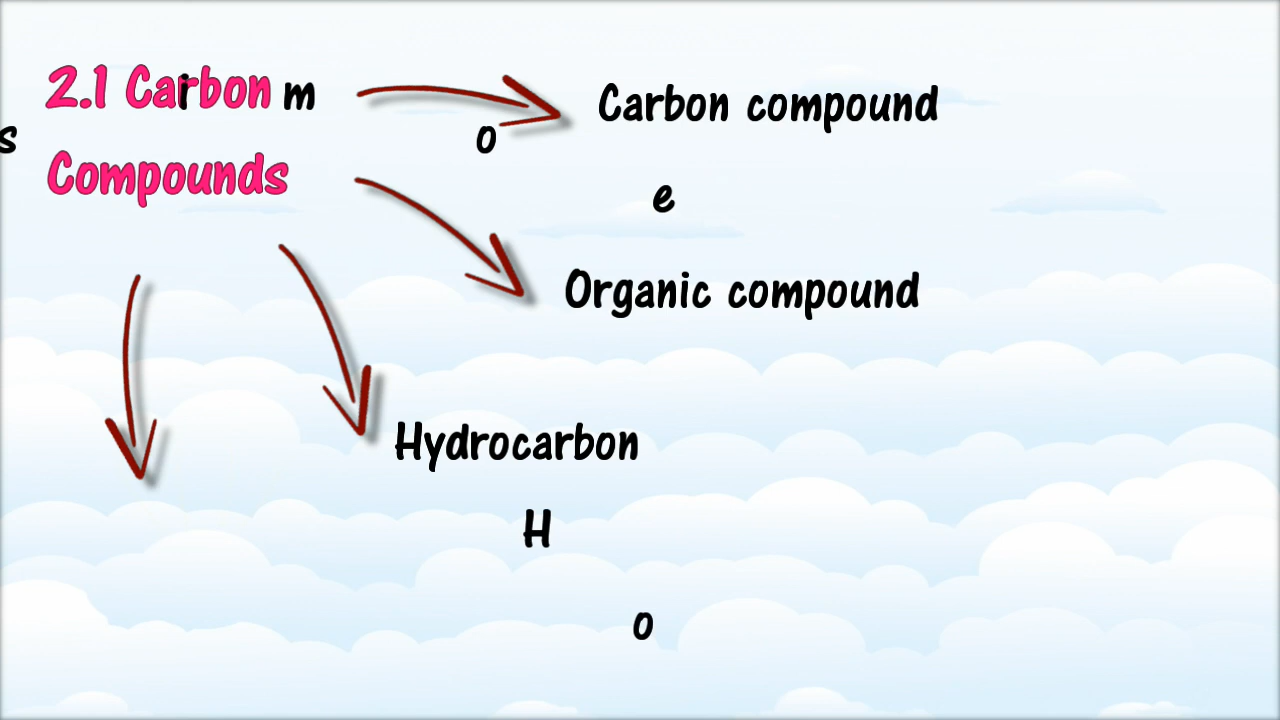 2.1 Carbon
Compounds
Carbon compound
Organic compound
Hydrocarbon
i
m
s
o
e
H
o